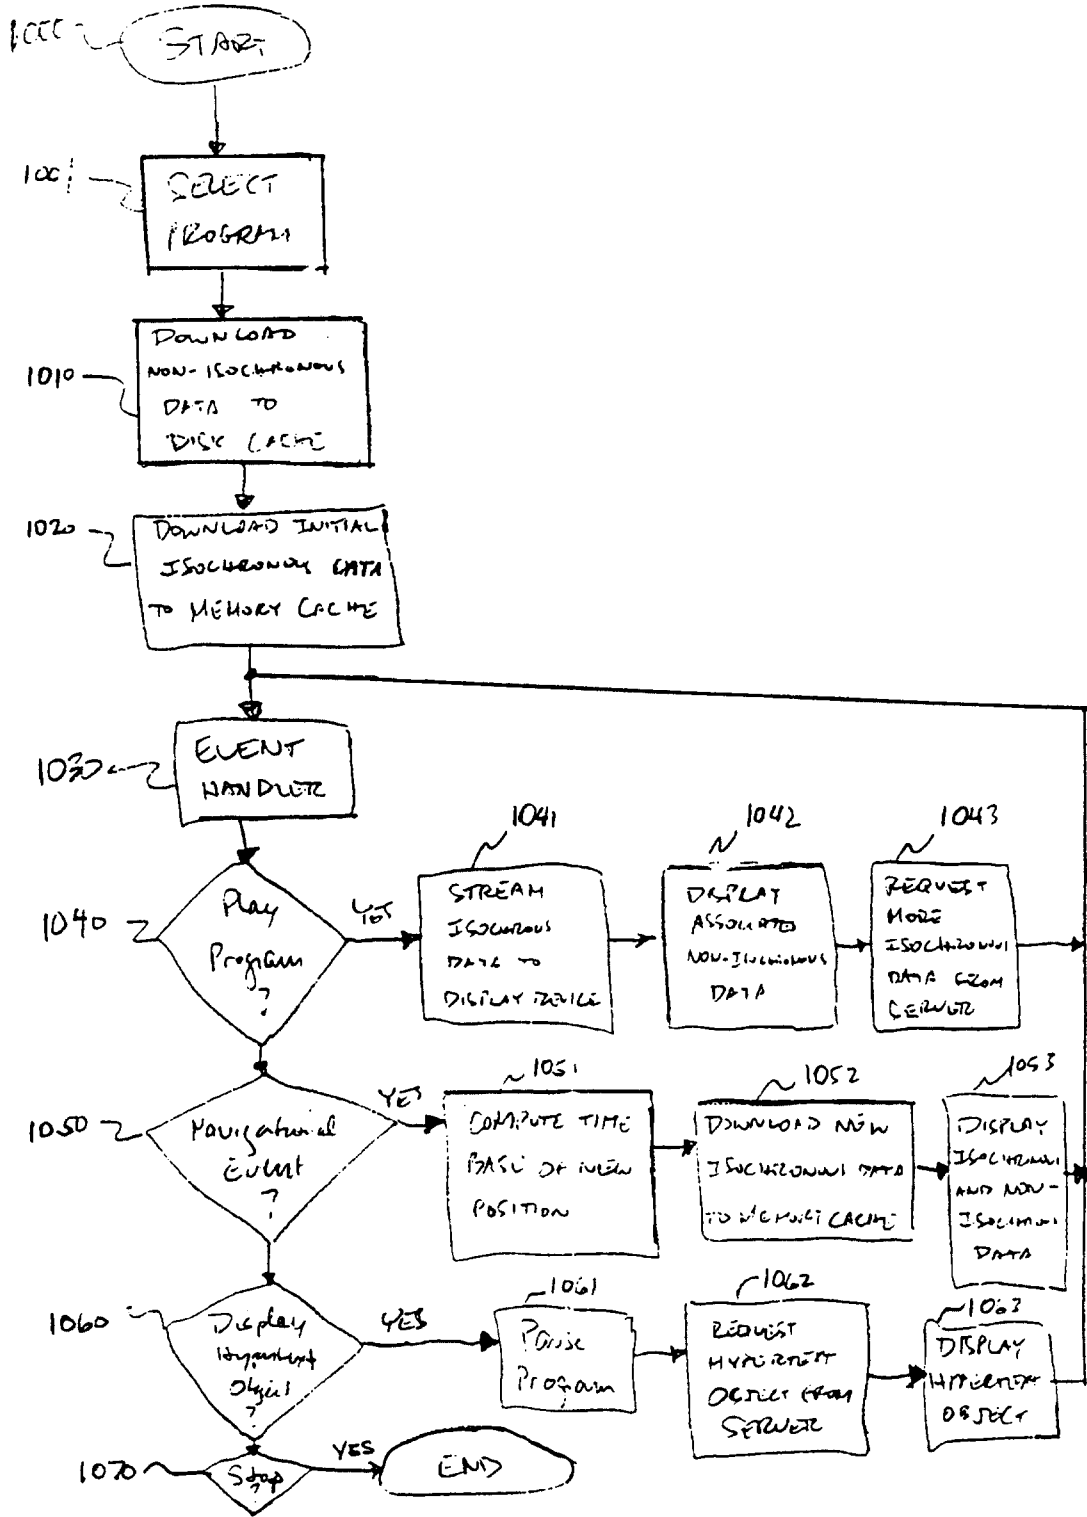 1000
START
1001
SELECT
PROGRAM
1010
DOWNLOAD
NON-ISOCHRONOUS
DATA TO
DISK CACHE
1020
DOWNLOAD INITIAL
ISOCHRONOUS DATA
TO MEMORY CACHE
1030
EVENT
HANDLER
1040
Play
Program
?
YES
1041
STREAM
ISOCHRONOUS
DATA TO
DISPLAY DEVICE
1042
DISPLAY
ASSOCIATED
NON-ISOCHRONOUS
DATA
1043
REQUEST
MORE
ISOCHRONOUS
DATA FROM
SERVER
1050
Navigational
Event
?
YES
1051
COMPUTE TIME
BASE OF NEW
POSITION
1052
DOWNLOAD NEW
ISOCHRONOUS DATA
TO MEMORY CACHE
1053
DISPLAY
ISOCHRONOUS
AND NON-
ISOCHRONOUS
DATA
1060
Display
Hypertext
Object
?
YES
1061
Pause
Program
1062
REQUEST
HYPERTEXT
OBJECT FROM
SERVER
1063
DISPLAY
HYPERTEXT
OBJECT
1070
Stop
?
YES
END